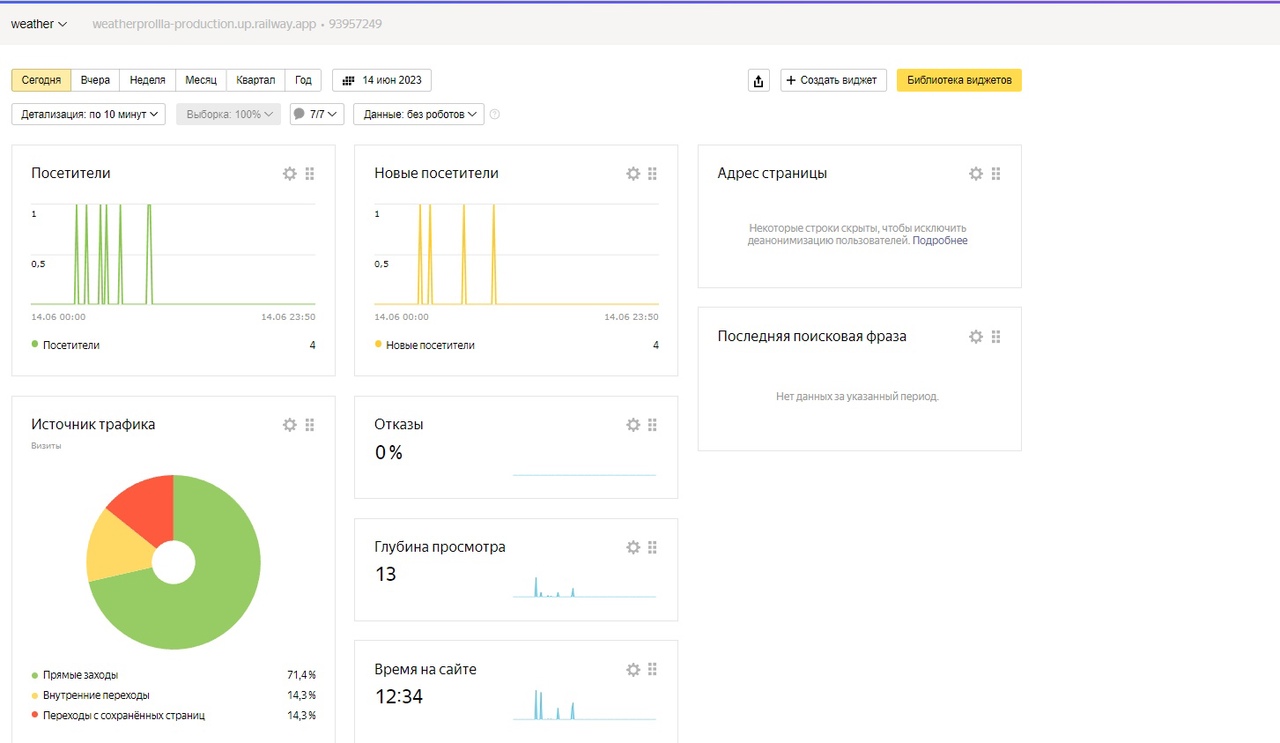 weather weatherprollla-production.up.railway.app • 93957249
Сегодня Вчера Неделя Месяц Квартал Год 14 июн 2023 + Создать виджет Библиотека виджетов
Детализация: по 10 минут Выборка: 100% 7/7 Данные: без роботов ?
Посетители
1
0,5
14.06 00:00 14.06 23:50
Посетители 4
Новые посетители
1
0,5
14.06 00:00 14.06 23:50
Новые посетители 4
Адрес страницы
Некоторые строки скрыты, чтобы исключить
деанонимизацию пользователей. Подробнее
Последняя поисковая фраза
Нет данных за указанный период.
Источник трафика
Визиты
Прямые заходы 71,4%
Внутренние переходы 14,3%
Переходы с сохранённых страниц 14,3%
Отказы
0%
Глубина просмотра
13
Время на сайте
12:34